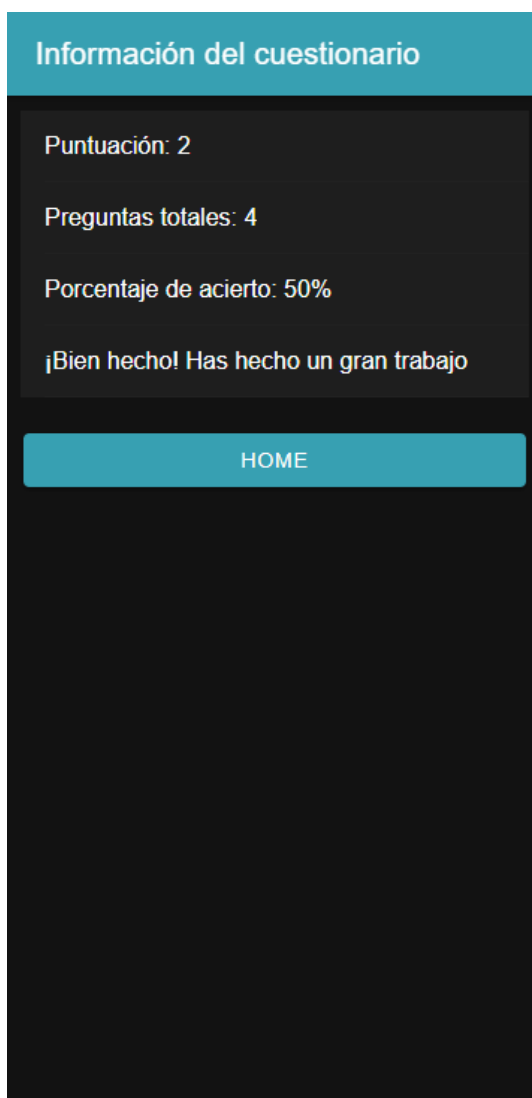 Información del cuestionario
Puntuación: 2
Preguntas totales: 4
Porcentaje de acierto: 50%
¡Bien hecho! Has hecho un gran trabajo
HOME